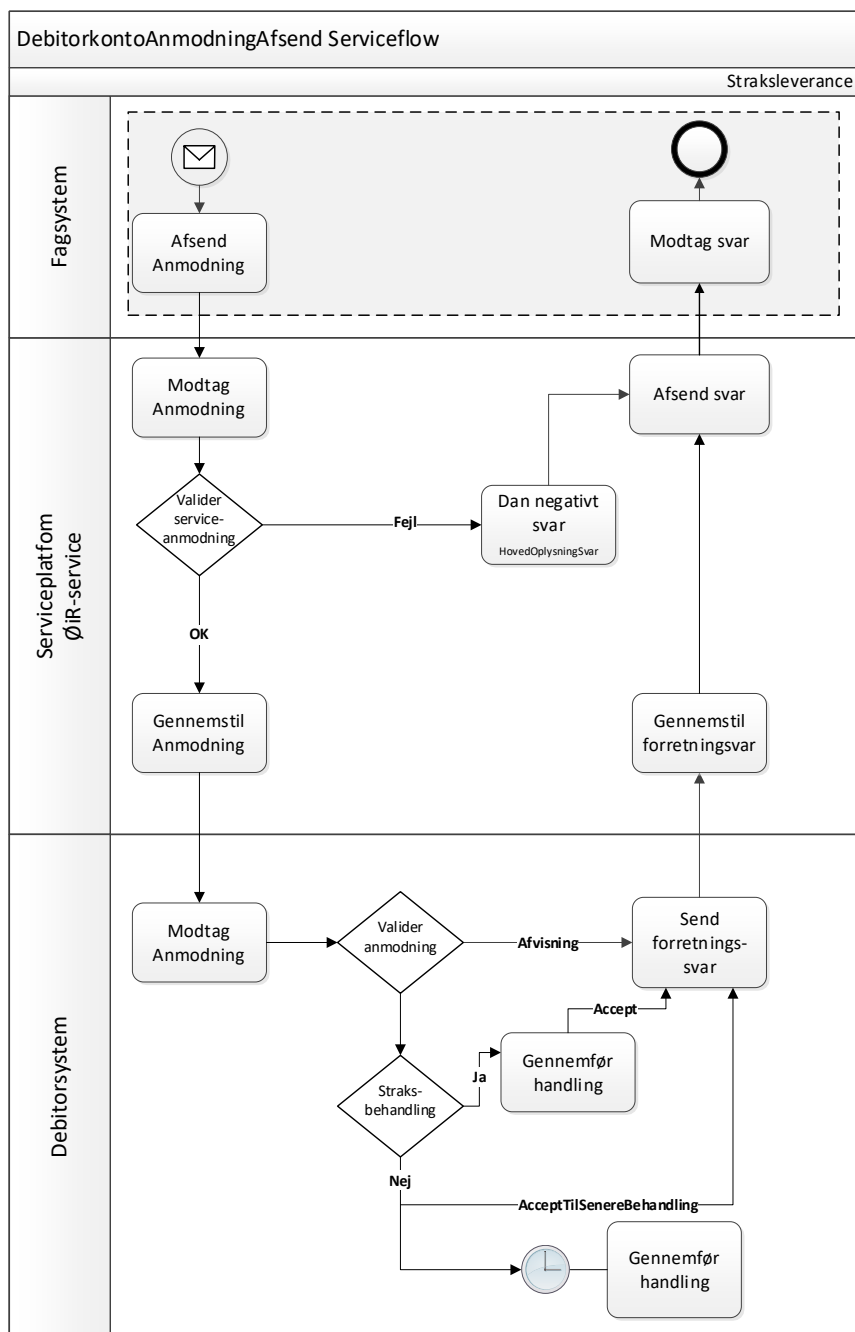 DebitorkontoAnmodningAfsend Serviceflow
Straksleverance
Fagsystem
Afsend
Anmodning
Modtag svar
Serviceplatfom
ØiR-service
Modtag
Anmodning
Afsend svar
Valider
service-
anmodning
Fejl
Dan negativt
svar
HovedOplysningSvar
OK
Gennemstil
Anmodning
Gennemstil
forretningsvar
Debitorsystem
Modtag
Anmodning
Valider
anmodning
Afvisning
Send
forretnings-
svar
Accept
Straks-
behandling
Ja
Gennemfør
handling
Nej
AcceptTilSenereBehandling
Gennemfør
handling